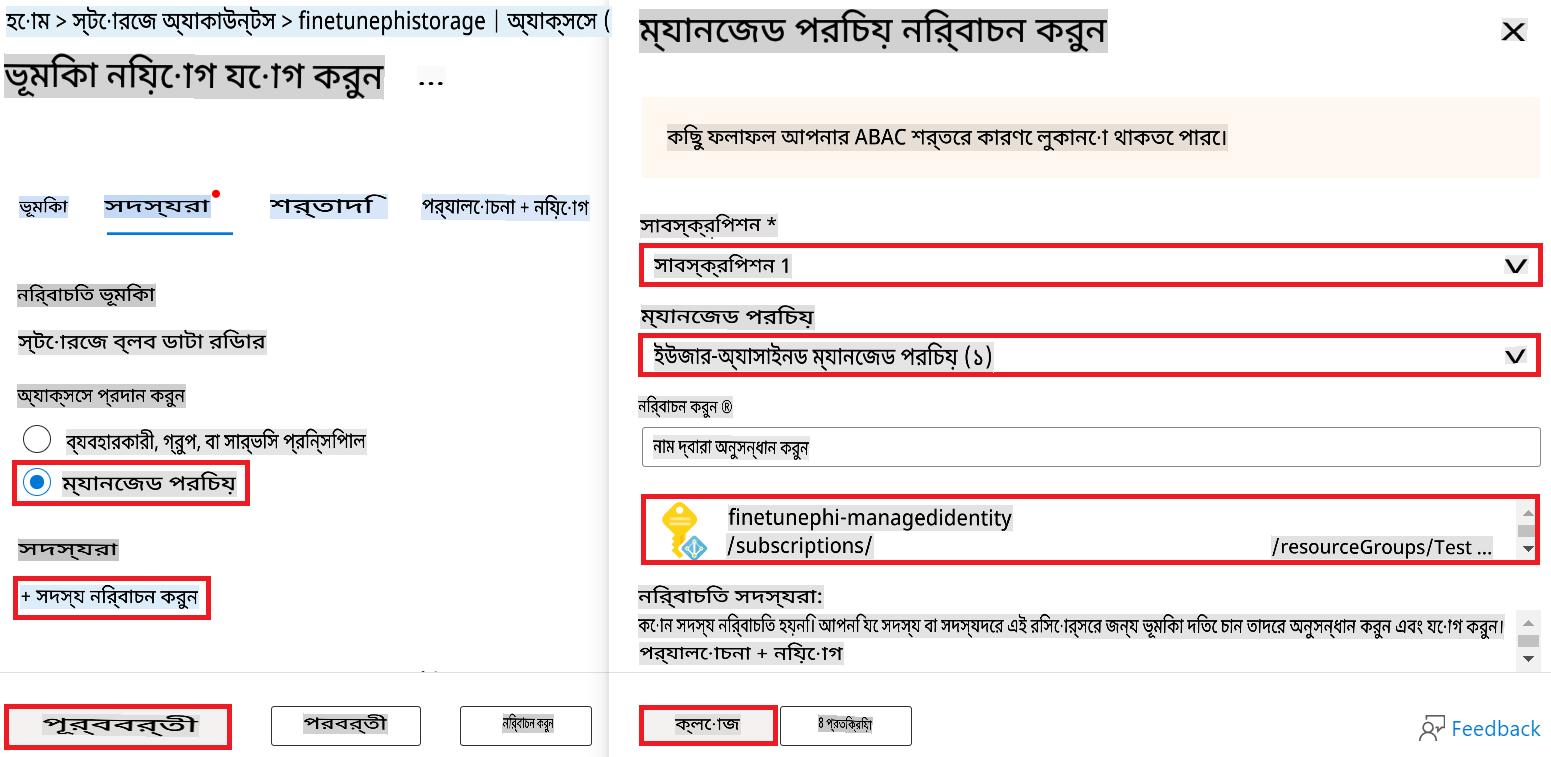 হোম > স্টোরেজ অ্যাকাউন্টস > finetunephistorage | অ্যাক্সেস (
ভূমিকা নিয়োগ যোগ করুন ...
ভূমিকা সদস্যরা শর্তাদি পর্যালোচনা + নিয়োগ
নির্বাচিত ভূমিকা
স্টোরেজ ব্লব ডাটা রিডার
অ্যাক্সেস প্রদান করুন
ব্যবহারকারী, গ্রুপ, বা সার্ভিস প্রিন্সিপাল
ম্যানেজড পরিচয়
সদস্যরা
+ সদস্য নির্বাচন করুন
পূর্ববর্তী পরবর্তী নির্বাচন করুন
ম্যানেজড পরিচয় নির্বাচন করুন
কিছু ফলাফল আপনার ABAC শর্তের কারণে লুকানো থাকতে পারে।
সাবস্ক্রিপশন *
সাবস্ক্রিপশন 1
ম্যানেজড পরিচয়
ইউজার-অ্যাসাইনড ম্যানেজড পরিচয় (১)
নির্বাচন করুন ®
নাম দ্বারা অনুসন্ধান করুন
finetunephi-managedidentity
/subscriptions/ /resourceGroups/Test ...
নির্বাচিত সদস্যরা:
কোন সদস্য নির্বাচিত হয়নি। আপনি যে সদস্য বা সদস্যদের এই রিসোর্সের জন্য ভূমিকা দিতে চান তাদের অনুসন্ধান করুন এবং যোগ করুন।
পর্যালোচনা + নিয়োগ
ক্লোজ 8 প্রতিক্রিয়া
Feedback